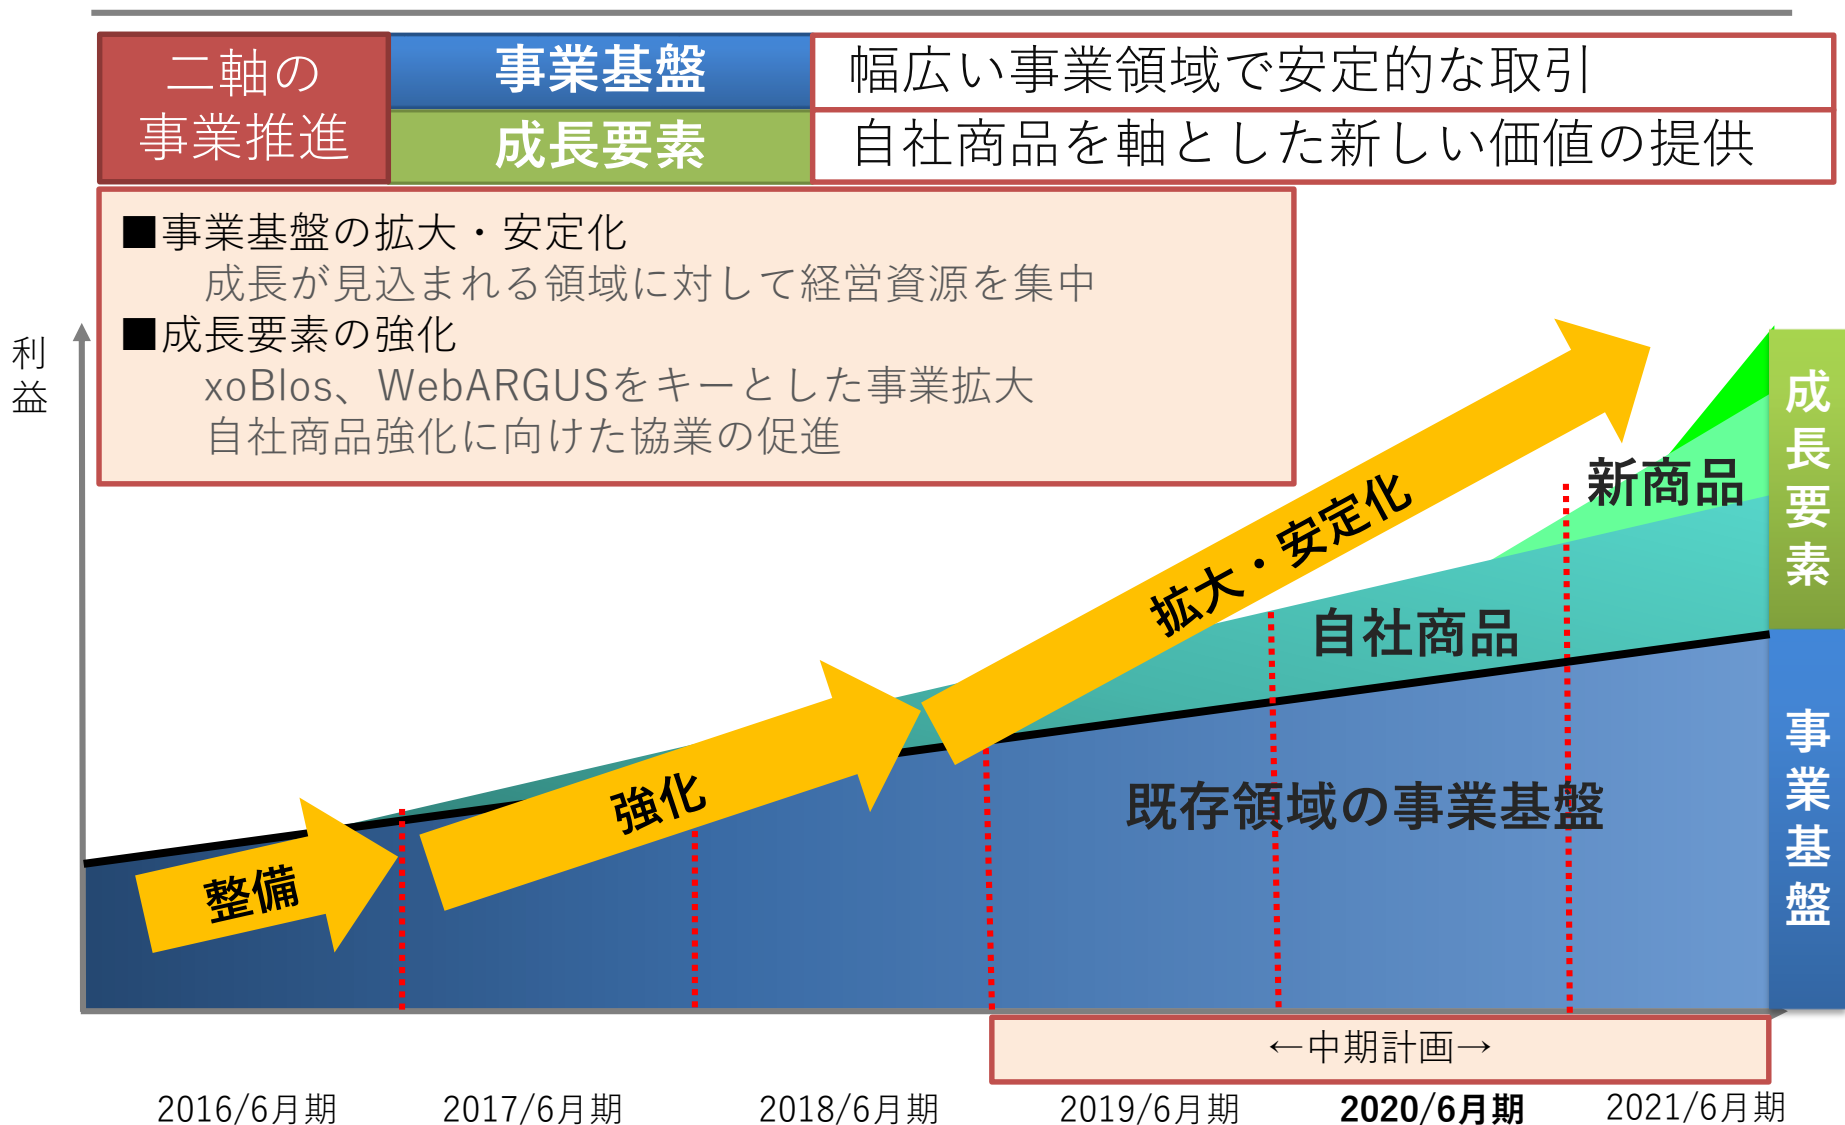 二軸の
事業推進
事業基盤
幅広い事業領域で安定的な取引
成長要素
自社商品を軸とした新しい価値の提供
■事業基盤の拡大・安定化
成長が見込まれる領域に対して経営資源を集中
■成長要素の強化
xoBlos、WebARGUSをキーとした事業拡大
自社商品強化に向けた協業の促進
利益
成長要素
新商品
拡大・安定化
自社商品
強化
既存領域の事業基盤
事業基盤
整備
←中期計画→
2016/6月期
2017/6月期
2018/6月期
2019/6月期
2020/6月期
2021/6月期